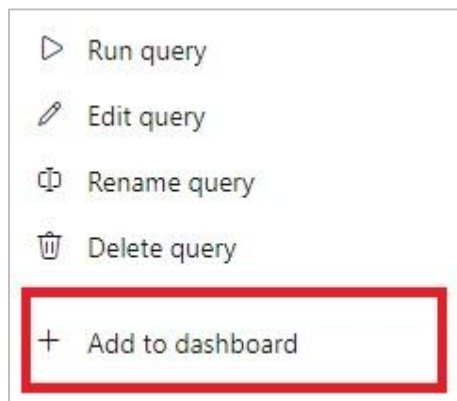 Run query
Edit query
Rename query
Delete query
Add to dashboard